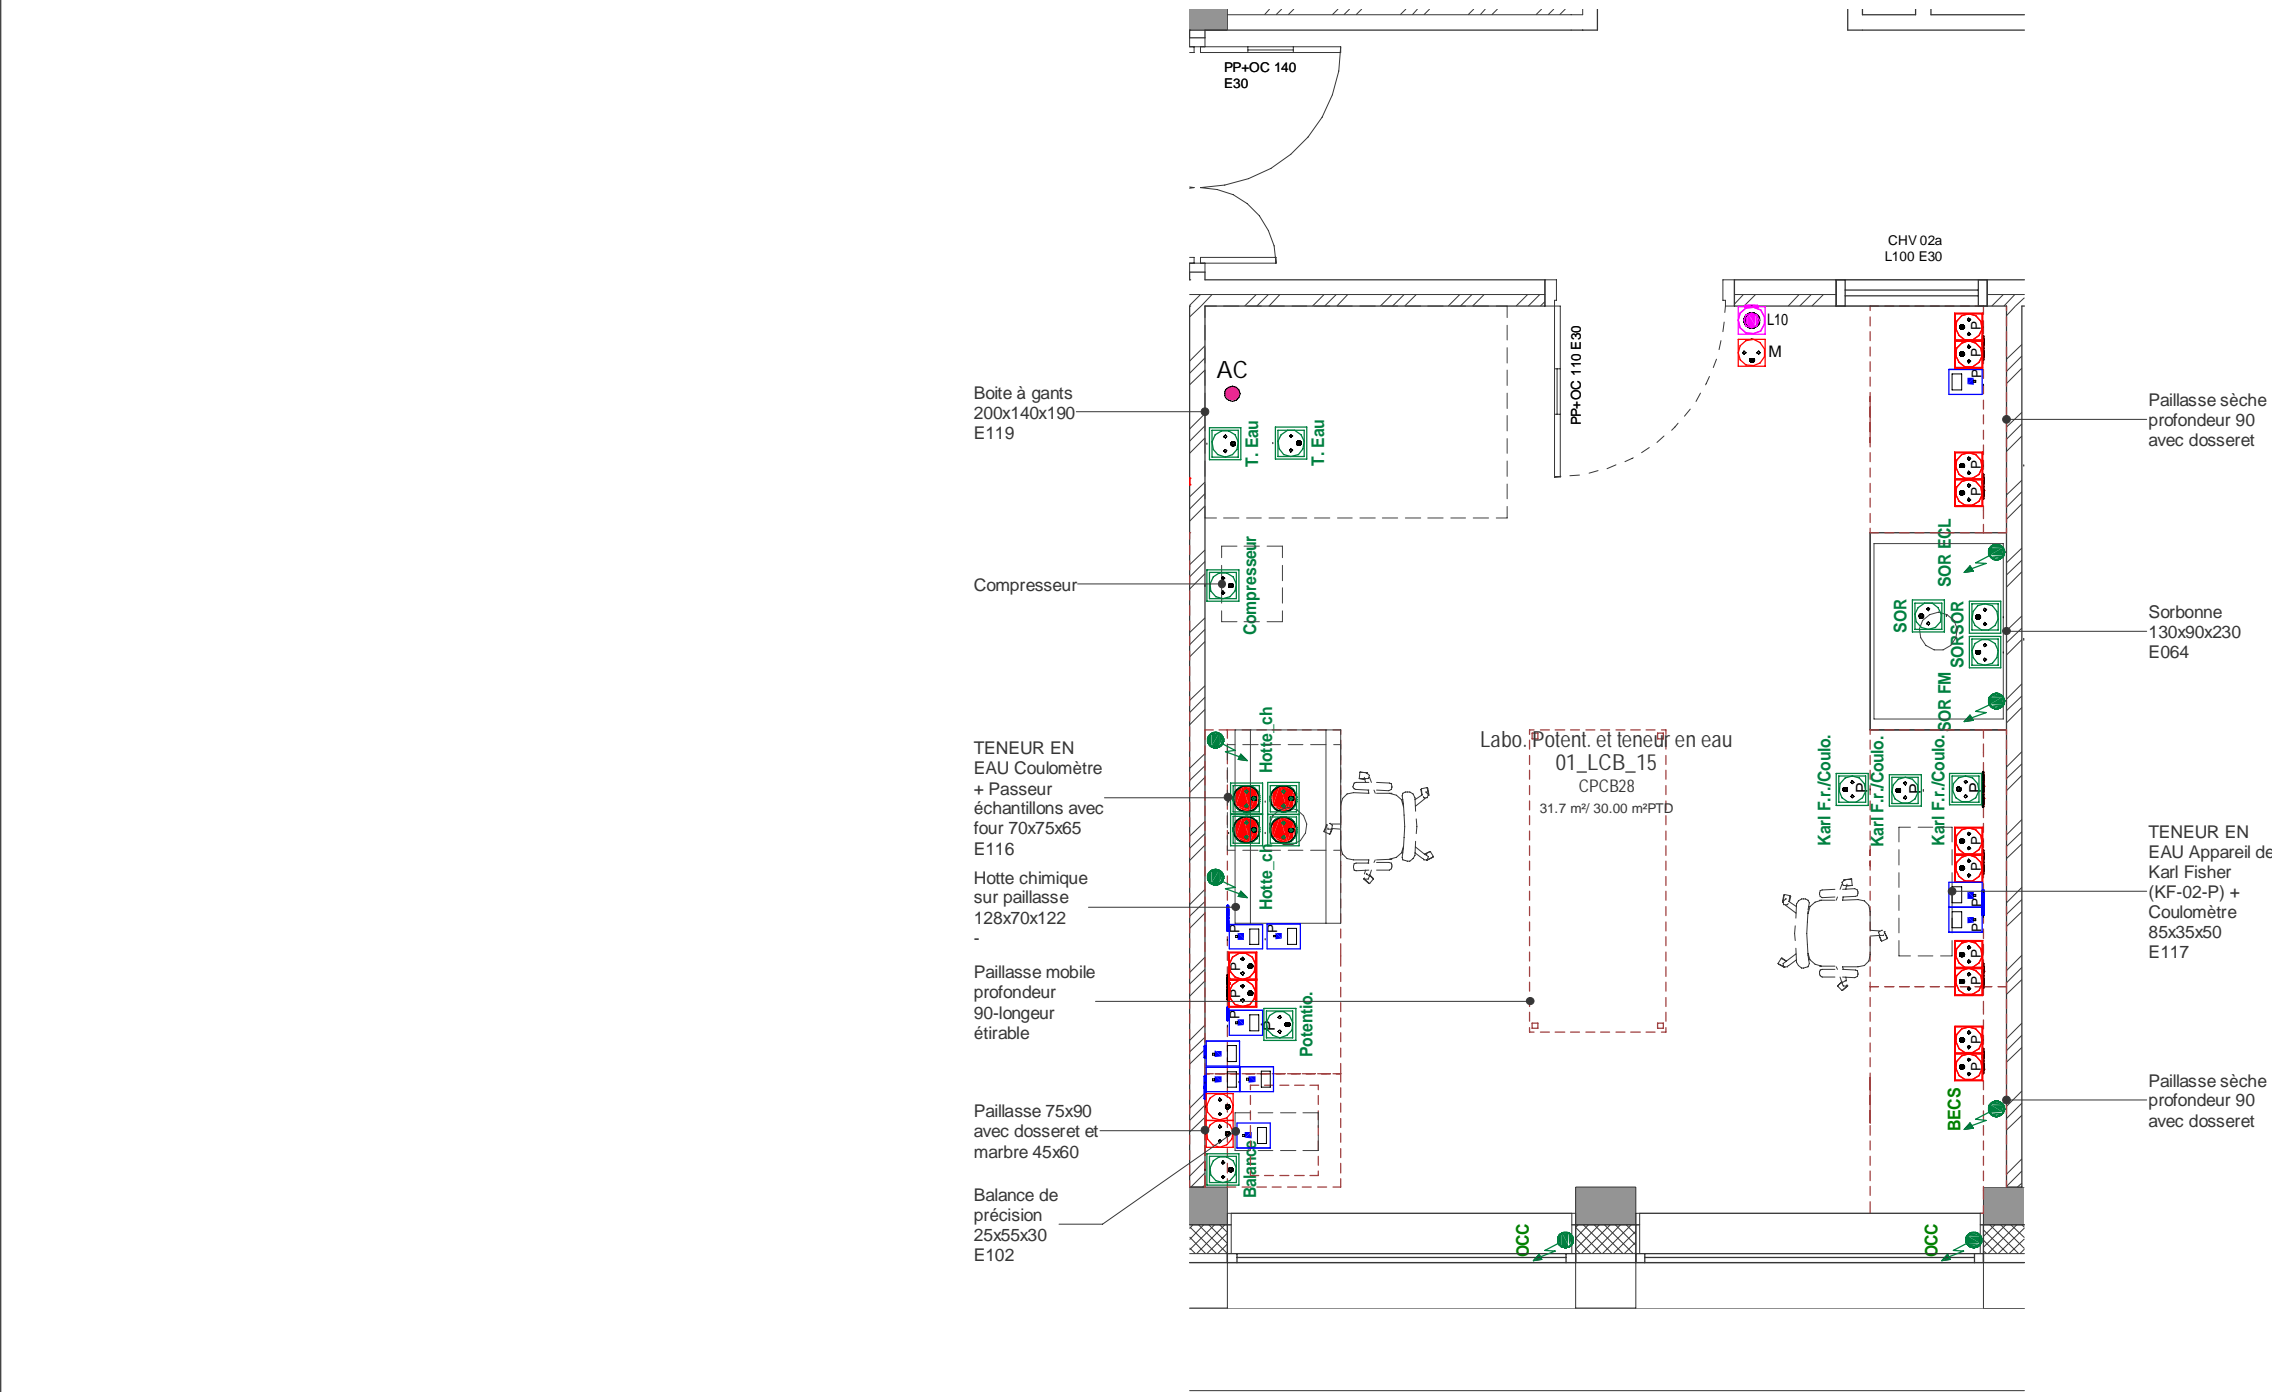 PP+OC 140
E30
CHV 02a
L100 E30
L10
M
PP+OC 110 E30
AC
T. Eau
T. Eau
Boite à gants
200x140x190
E119
Compresseur
Compresseur
TENEUR EN
EAU Coulomètre
+ Passeur
échantillons avec
four 70x75x65
E116
Hotte chimique
sur paillasse
128x70x122
-
Paillasse mobile
profondeur
90-longeur
étirable
Paillasse 75x90
avec dosseret et
marbre 45x60
Balance de
précision
25x55x30
E102
Hotte_ch
Hotte_ch
P
P
P
P
P
P
Potentio.
Balance
Labo. Potent. et teneur en eau
01_LCB_15
CPCB28
31.7 m²/ 30.00 m²PTD
P
P
P
P
P
SOR ECL
SOR
SOR
SOR
SOR FM
Karl F.r./Coulo.
Karl F.r./Coulo.
Karl F.r./Coulo.
P
P
P
P
P
P
P
P
P
P
P
BECS
OCC
OCC
Paillasse sèche
profondeur 90
avec dosseret
Sorbonne
130x90x230
E064
TENEUR EN
EAU Appareil de
Karl Fisher
(KF-02-P) +
Coulomètre
85x35x50
E117
Paillasse sèche
profondeur 90
avec dosseret